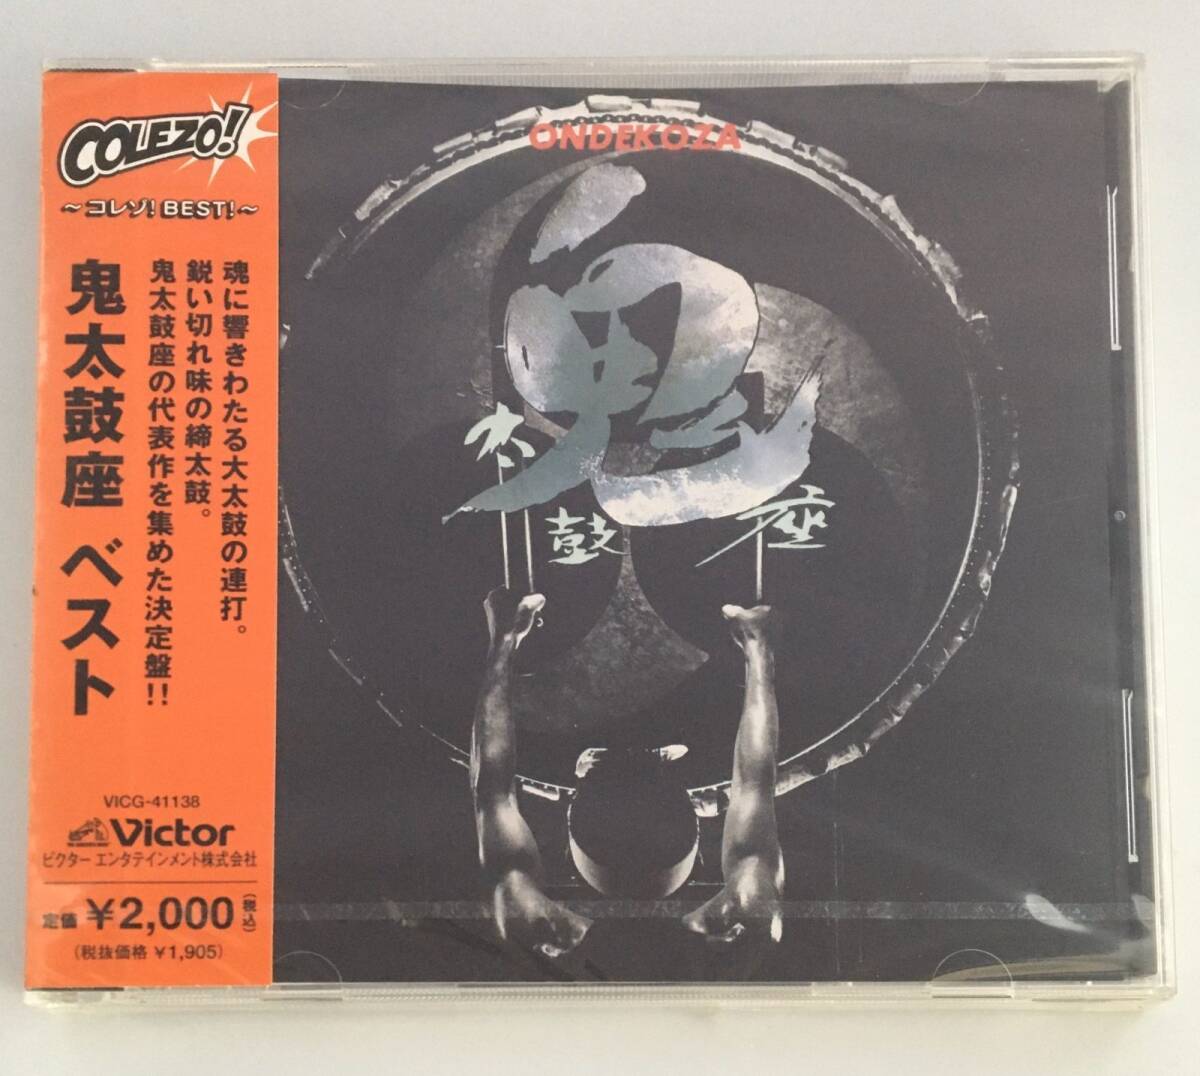 COLEZO!
～コレゾ! BEST!～
魂に響きわたる大太鼓の連打。
鋭い切れ味の締太鼓。
鬼太鼓座の代表作を集めた決定盤!!
鬼太鼓座 ベスト
VICG-41138
Victor
ビクター エンタテインメント株式会社
定価 ¥2,000 (税込)
(税抜価格 ¥1,905)
ONDEKOZA
鬼
太
鼓
座